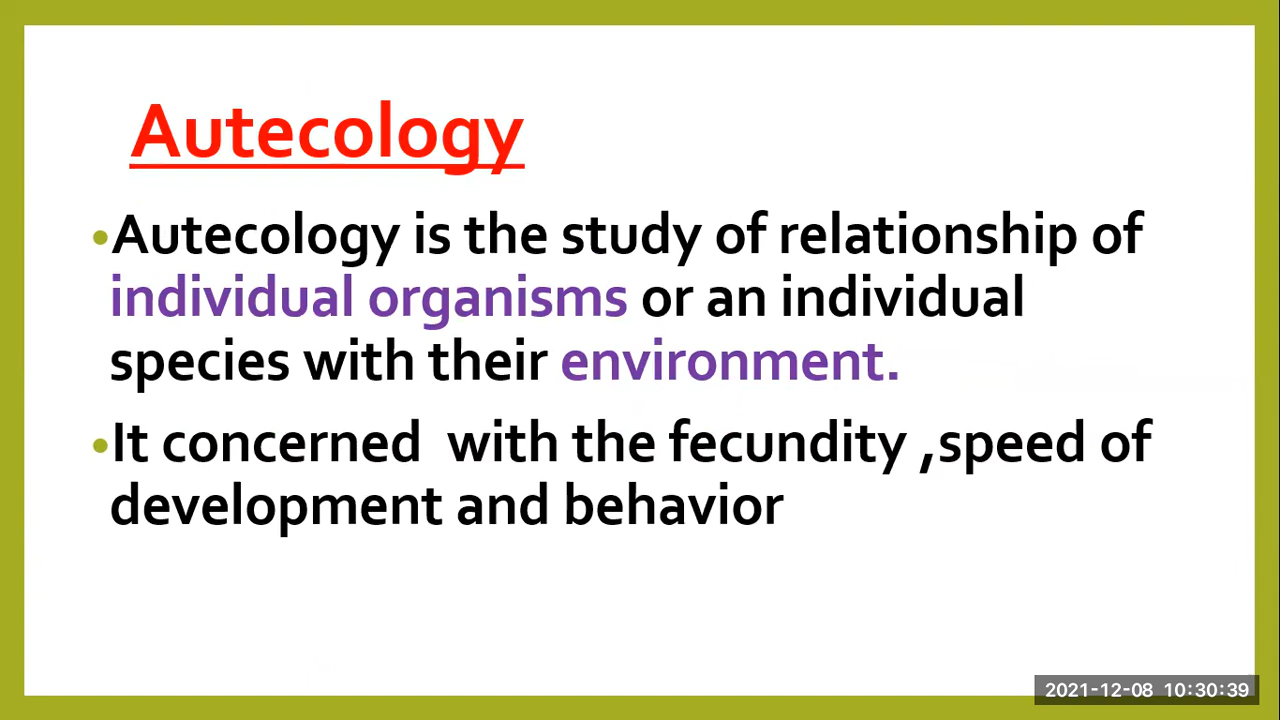 Autecology
•Autecology is the study of relationship of
individual organisms or an individual
species with their environment.
•It concerned  with the fecundity ,speed of
development and behavior
2021-12-08 10:30:39